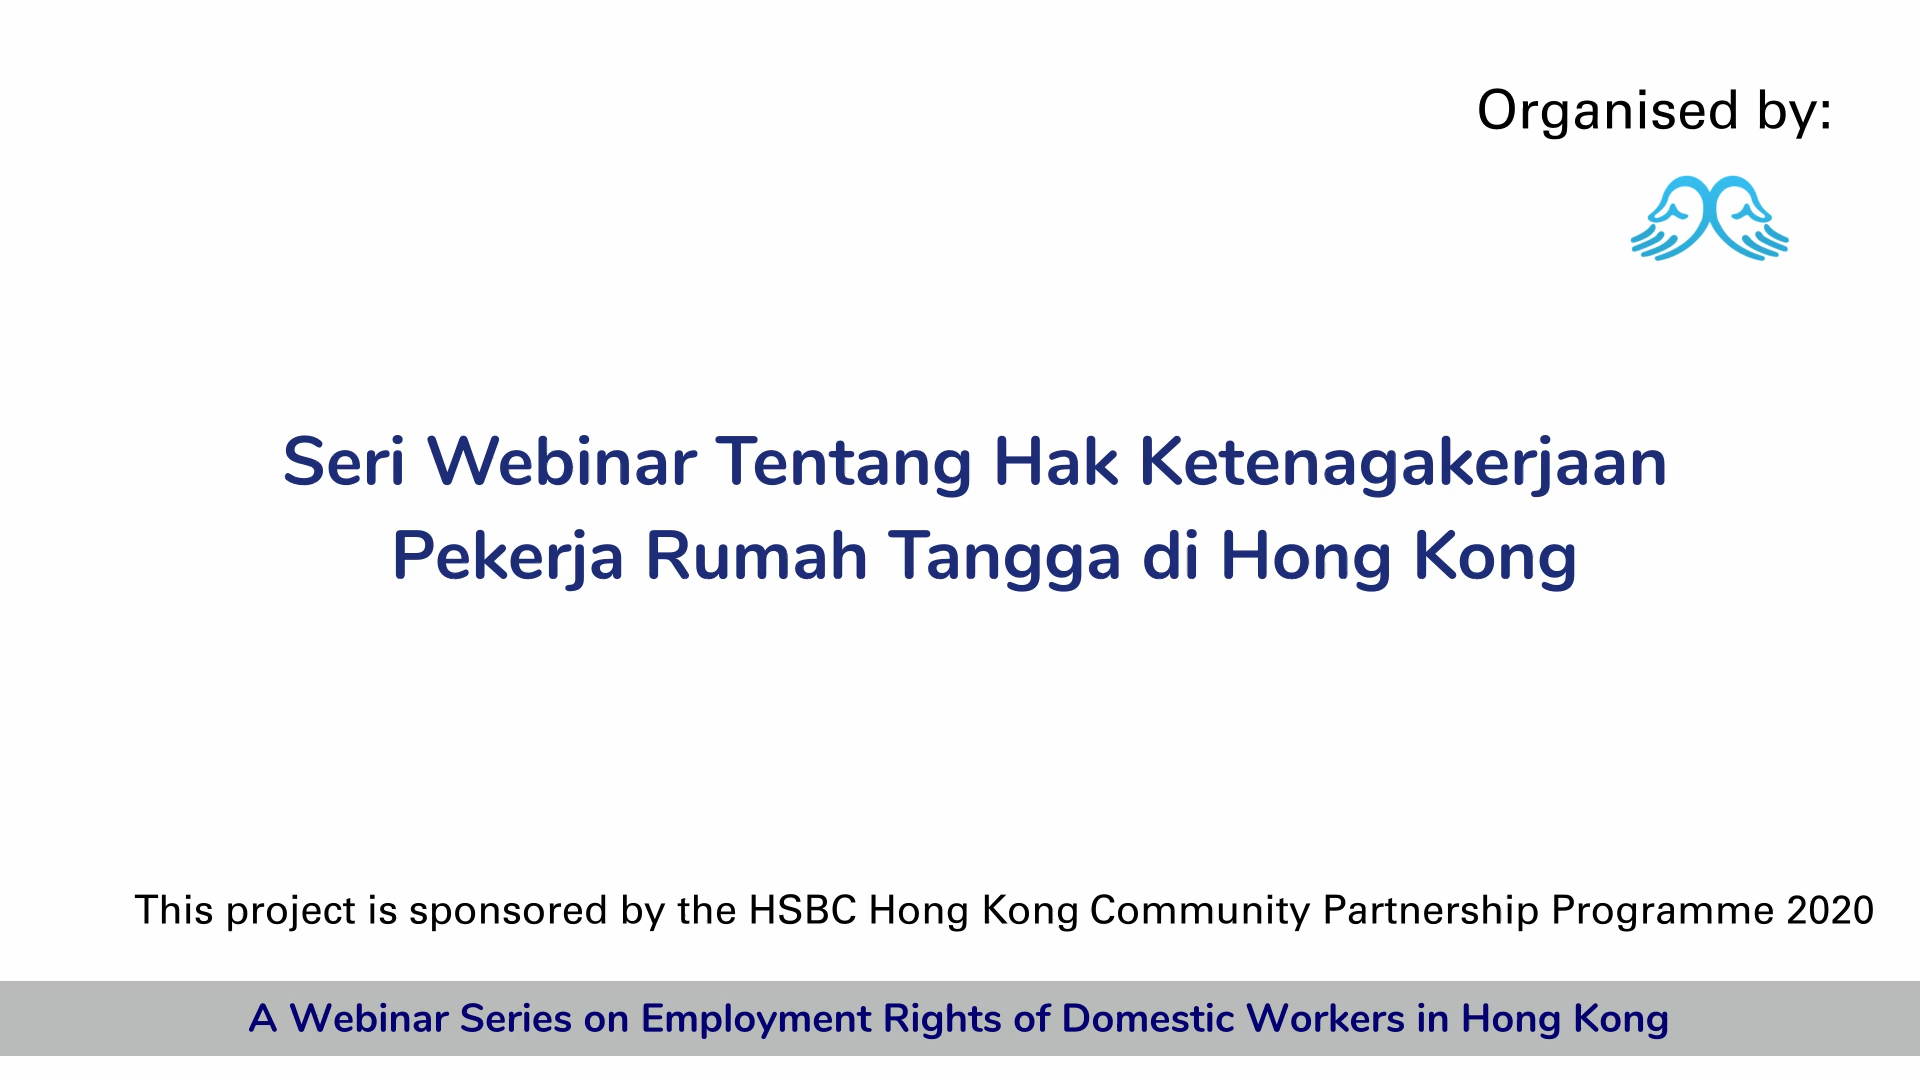 Organised by:
Seri Webinar Tentang Hak Ketenagakerjaan
Pekerja Rumah Tangga di Hong Kong
This project is sponsored by the HSBC Hong Kong Community Partnership Programme 2020
A Webinar Series on Employment Rights of Domestic Workers in Hong Kong